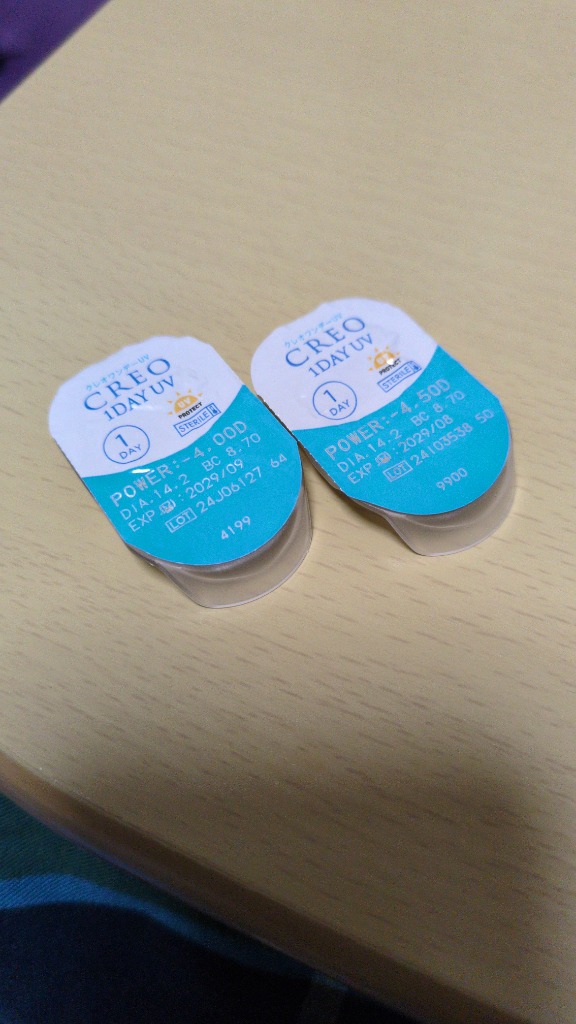 クレオワンデーUV
CREO
1DAY UV
1
DAY
UV
PROTECT
STERILE
POWER:-4.00D
DIA.14.2 BC 8.70
EXP :2029/09
LOT 24J06127 64
4199
クレオワンデーUV
CREO
1DAY UV
1
DAY
PROTECT
STERILE
POWER:-4.50D
DIA.14.2 BC 8.70
EXP :2029/08
LOT 24I03538 50
9900